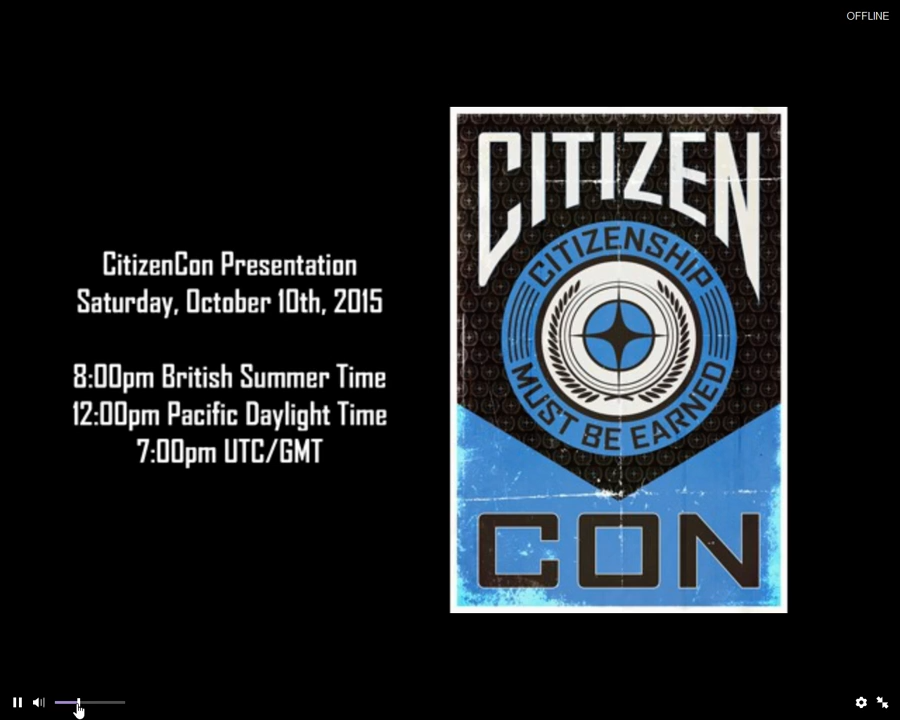 OFFLINE
CitizenCon Presentation
Saturday, October 10th, 2015
8:00pm British Summer Time
12:00pm Pacific Daylight Time
7:00pm UTC/GMT
CITIZEN
CITIZENSHIP
MUST BE EARNED
CON